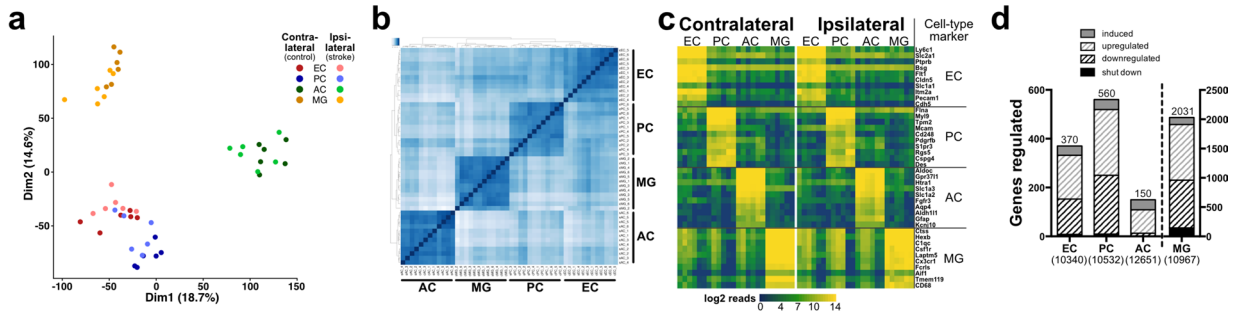 a
Contra-
lateral
(control)
Ipsi-
lateral
(stroke)
EC
PC
AC
MG
100
50
0
-50
Dim2 (14.6%)
-100
-50
0
50
100
150
Dim1 (18.7%)
b
EC
PC
MG
AC
AC
MG
PC
EC
c
Contralateral
Ipsilateral
Cell-type
marker
EC
PC
AC
MG
EC
PC
AC
MG
Ly6c1
Slc2a1
Ptprb
Bsg
Flt1
Cldn5
Slc1a1
Itm2a
Pecam1
Cdh5
EC
Flna
Myl9
Tpm2
Mcam
Cd248
Pdgfrb
S1pr3
Rgs5
Cspg4
Des
PC
Aldoc
Gpr37l1
Htra1
Slc1a3
Slc1a2
Fgfr3
Aqp4
Aldh1l1
Gfap
Kcnj10
AC
Ctss
Hexb
C1qc
Csf1r
Laptm5
Cx3cr1
Fcrls
Aif1
Tmem119
CD68
MG
log2 reads
0
4
7
10
14
d
induced
upregulated
downregulated
shut down
Genes regulated
600
400
200
0
370
560
150
2031
2500
2000
1500
1000
500
0
EC
PC
AC
MG
(10340)
(10532)
(12651)
(10967)